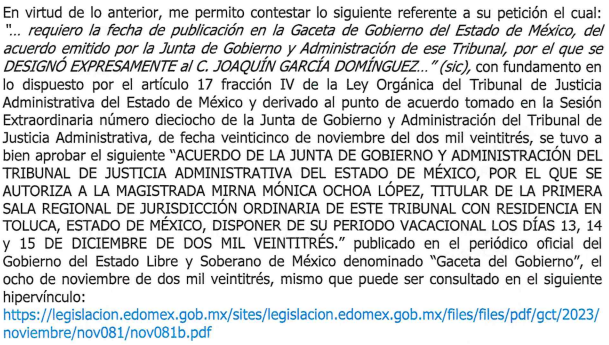 En virtud de lo anterior, me permito contestar lo siguiente referente a su petición el cual:
"... requiero la fecha de publicación en la Gaceta de Gobierno del Estado de México, del
acuerdo emitido por la Junta de Gobierno y Administración de ese Tribunal, por el que se
DESIGNÓ EXPRESAMENTE al C. JOAQUÍN GARCÍA DOMÍNGUEZ..." (sic), con fundamento en
lo dispuesto por el artículo 17 fracción IV de la Ley Orgánica del Tribunal de Justicia
Administrativa del Estado de México y derivado al punto de acuerdo tomado en la Sesión
Extraordinaria número dieciocho de la Junta de Gobierno y Administración del Tribunal de
Justicia Administrativa, de fecha veinticinco de noviembre del dos mil veintitrés, se tuvo a
bien aprobar el siguiente "ACUERDO DE LA JUNTA DE GOBIERNO Y ADMINISTRACIÓN DEL
TRIBUNAL DE JUSTICIA ADMINISTRATIVA DEL ESTADO DE MÉXICO, POR EL QUE SE
AUTORIZA A LA MAGISTRADA MIRNA MÓNICA OCHOA LÓPEZ, TITULAR DE LA PRIMERA
SALA REGIONAL DE JURISDICCIÓN ORDINARIA DE ESTE TRIBUNAL CON RESIDENCIA EN
TOLUCA, ESTADO DE MÉXICO, DISPONER DE SU PERIODO VACACIONAL LOS DÍAS 13, 14
y 15 DE DICIEMBRE DE DOS MIL VEINTITRÉS." publicado en el periódico oficial del
Gobierno del Estado Libre y Soberano de México denominado "Gaceta del Gobierno", el
ocho de noviembre de dos mil veintitrés, mismo que puede ser consultado en el siguiente
hipervínculo:
https://legislacion.edomex.gob.mx/sites/legislacion.edomex.gob.mx/files/files/pdf/gct/2023/
noviembre/nov081/nov081b.pdf